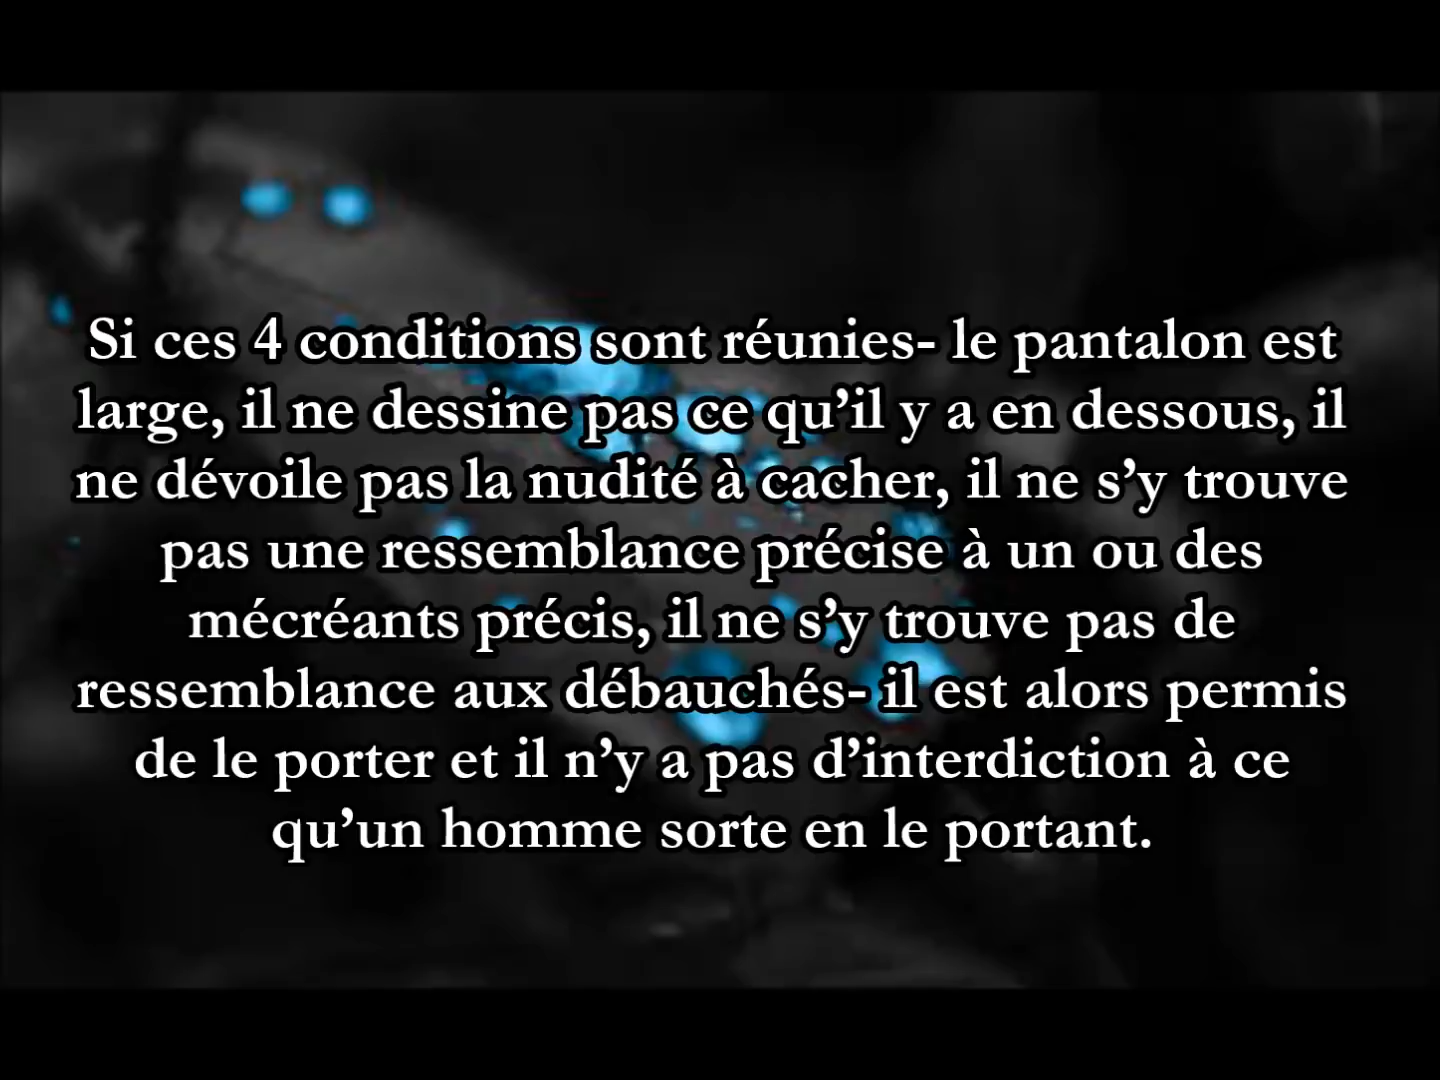 Si ces 4 conditions sont réunies- le pantalon est
large, il ne dessine pas ce qu’il y a en dessous, il
ne dévoile pas la nudité à cacher, il ne s’y trouve
pas une ressemblance précise à un ou des
mécréants précis, il ne s’y trouve pas de
ressemblance aux débauchés- il est alors permis
de le porter et il n’y a pas d’interdiction à ce
qu’un homme sorte en le portant.